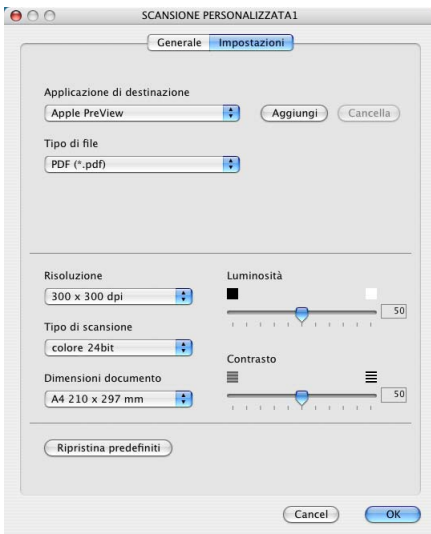 SCANSIONE PERSONALIZZATA1
Generale Impostazioni
Applicazione di destinazione
Apple PreView Aggiungi Cancella
Tipo di file
PDF (*.pdf)
Risoluzione Luminosità
300 x 300 dpi 50
Tipo di scansione
colore 24bit
Contrasto
Dimensioni documento
A4 210 x 297 mm 50
Ripristina predefiniti
Cancel OK